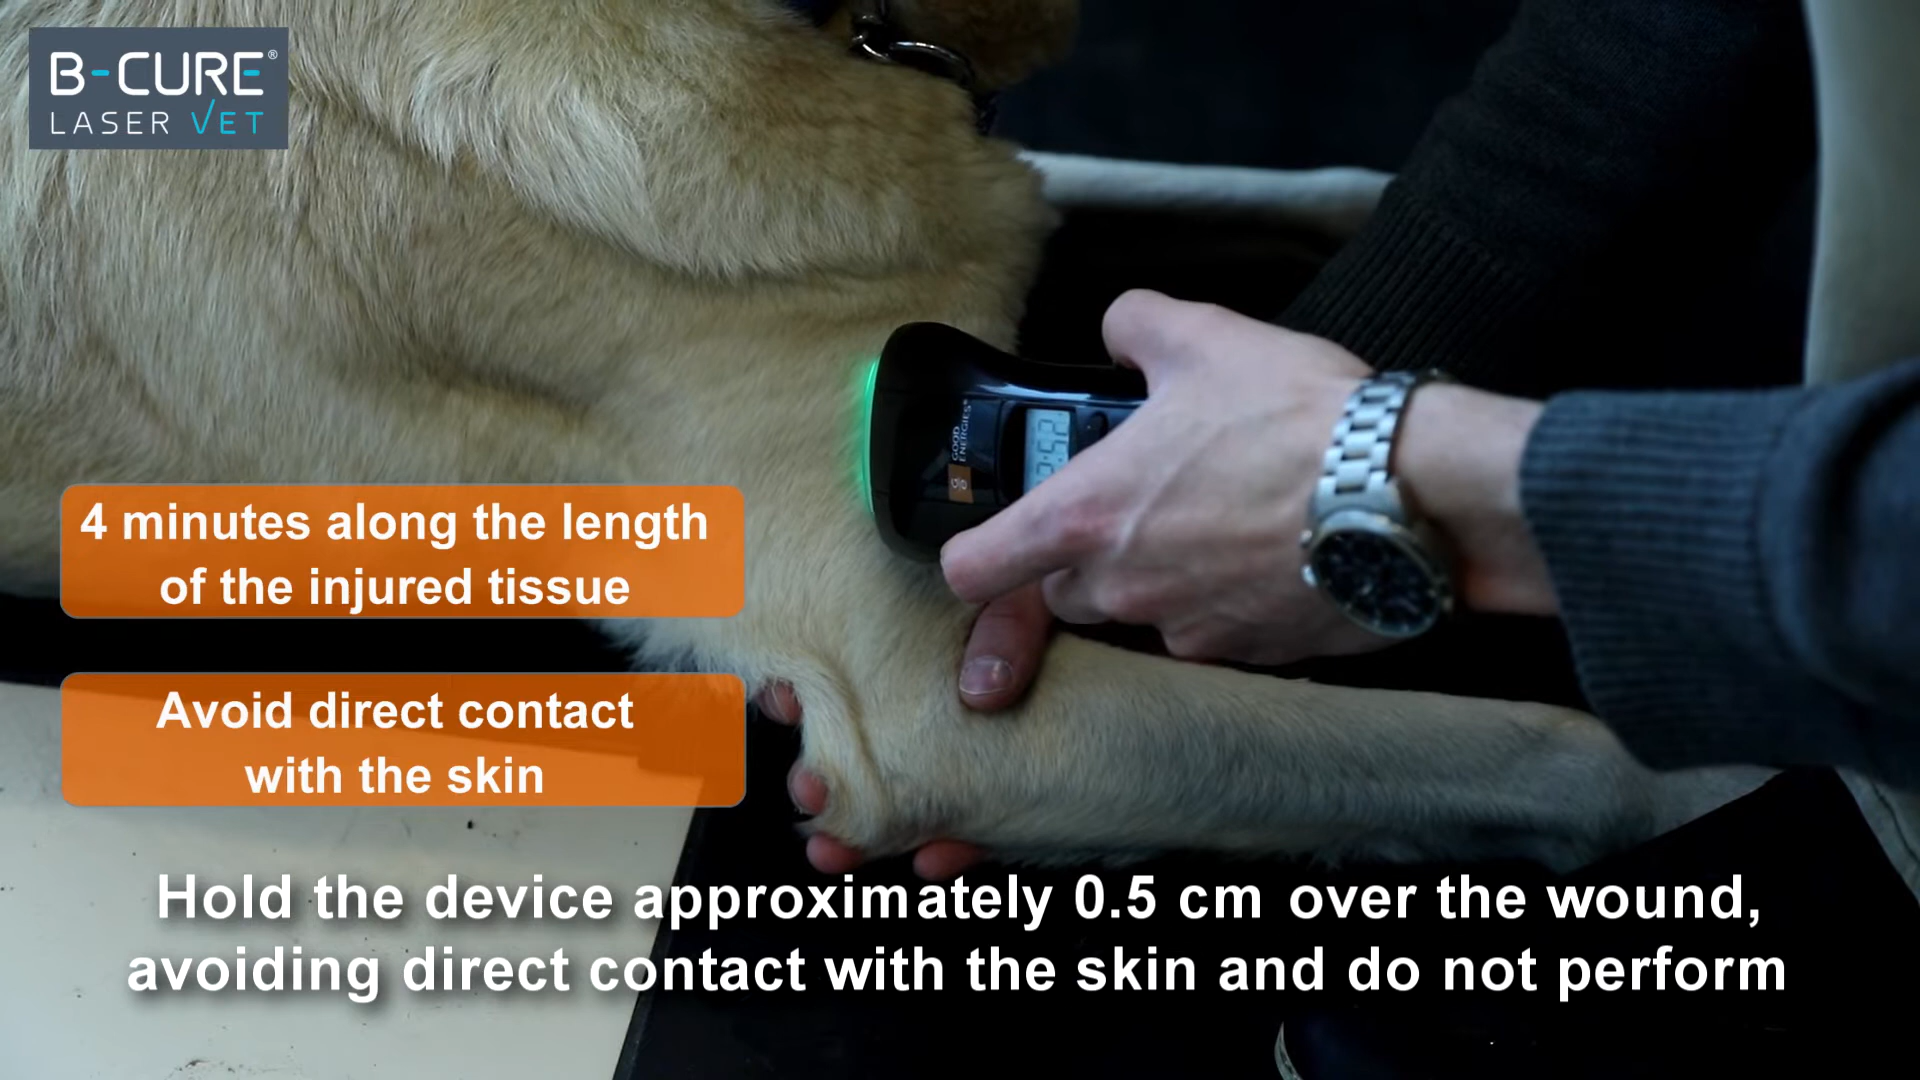 B-CURE®
LASER VET
GOOD
ENERGIES®
4 minutes along the length
of the injured tissue
Avoid direct contact
with the skin
Hold the device approximately 0.5 cm over the wound,
avoiding direct contact with the skin and do not perform